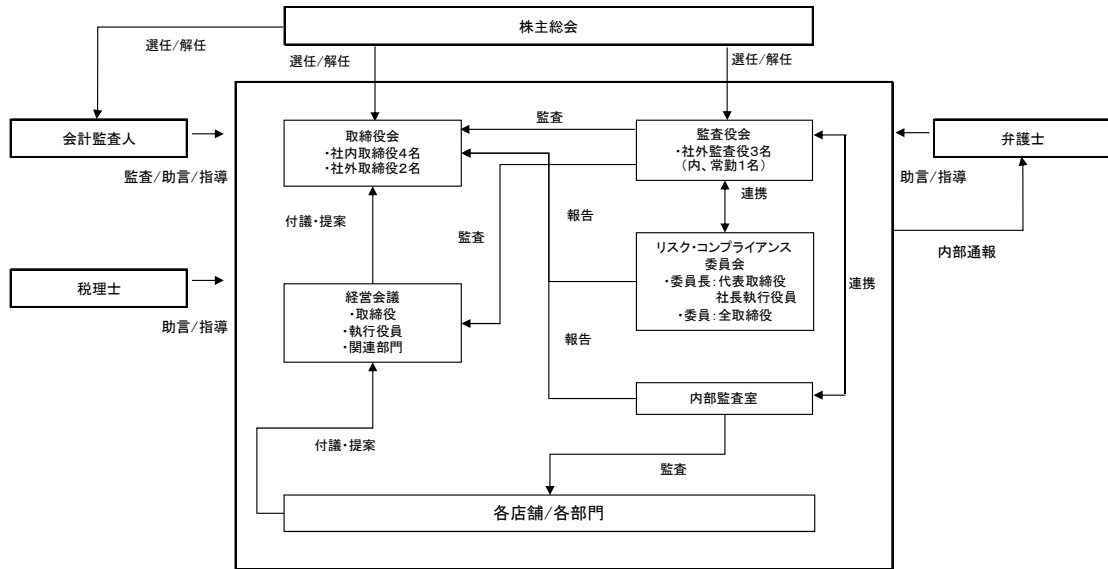 株主総会
選任/解任
選任/解任
選任/解任
会計監査人
監査/助言/指導
取締役会
・社内取締役4名
・社外取締役2名
監査
監査役会
・社外監査役3名
(内、常勤1名)
弁護士
助言/指導
内部通報
連携
付議・提案
監査
報告
リスク・コンプライアンス
委員会
・委員長:代表取締役
社長執行役員
・委員:全取締役
連携
税理士
助言/指導
経営会議
・取締役
・執行役員
・関連部門
報告
内部監査室
付議・提案
監査
各店舗/各部門